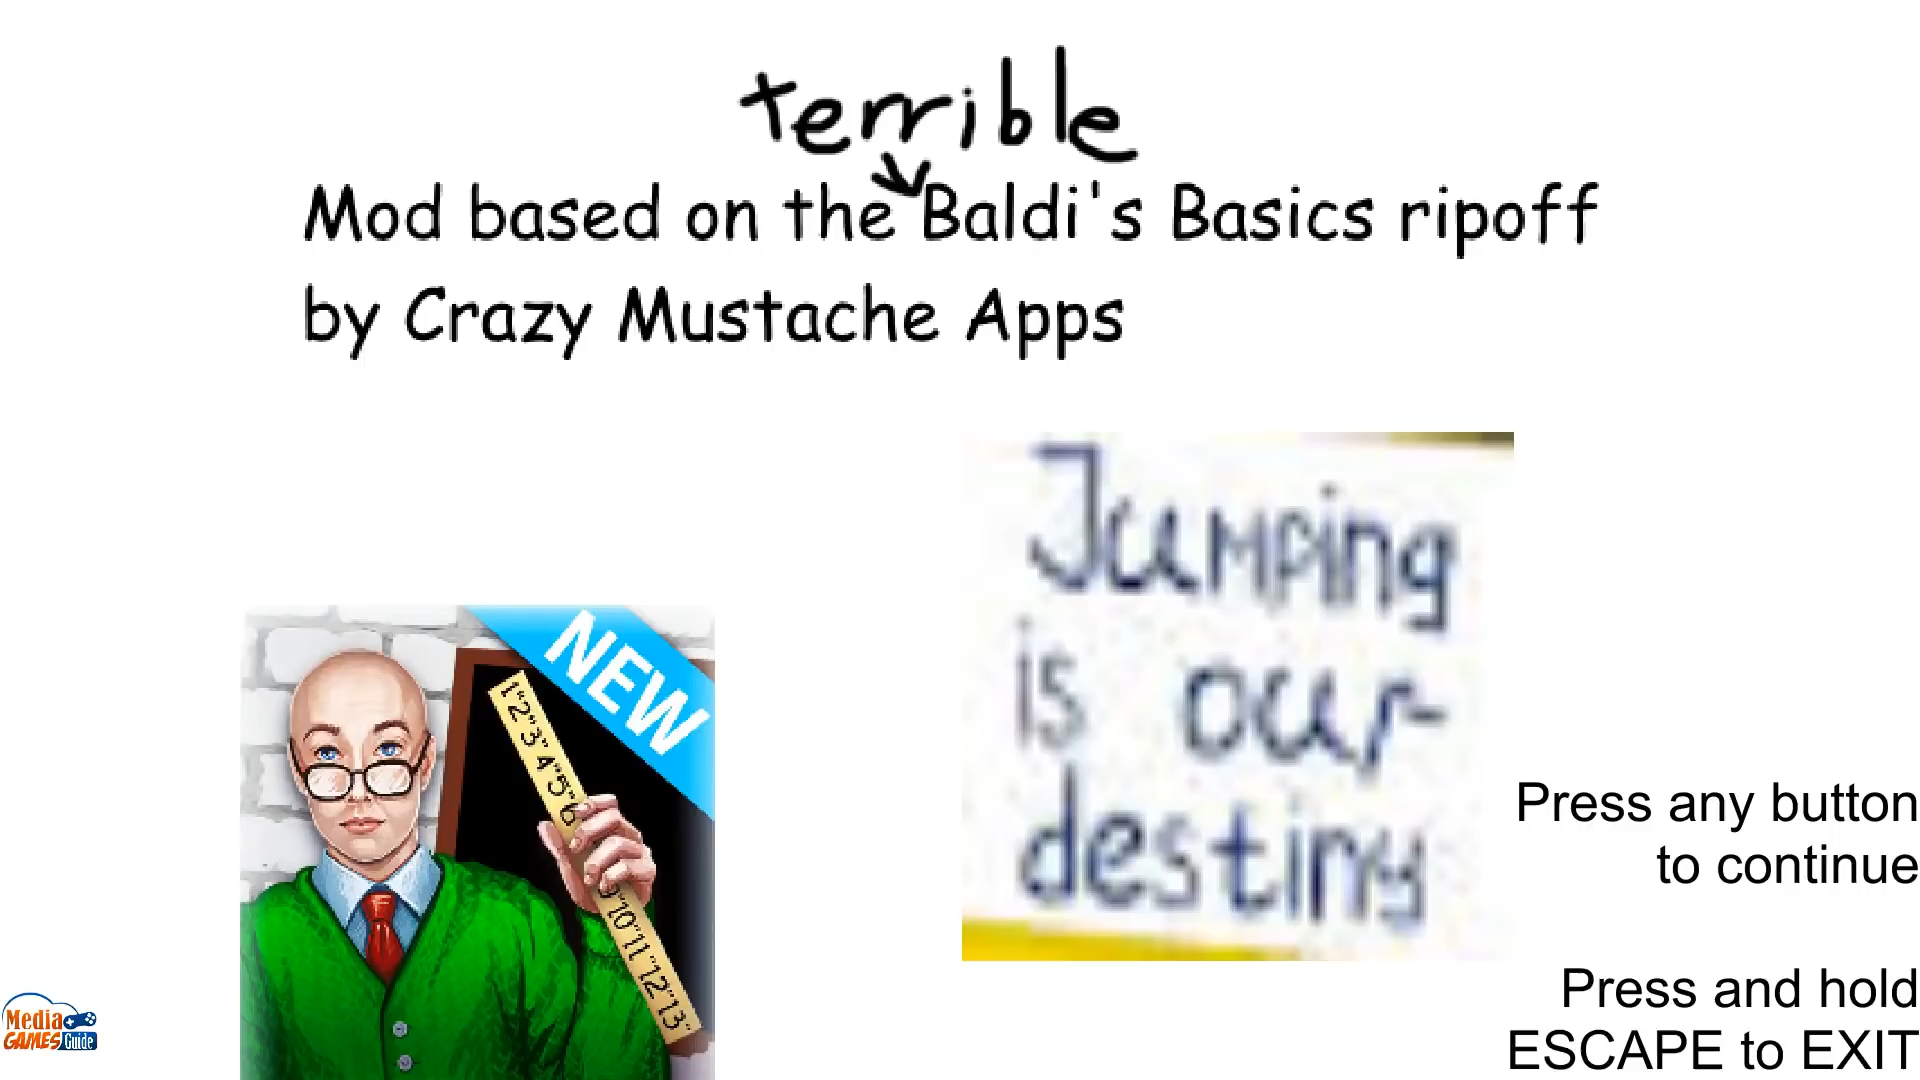 terrible
Mod based on the Baldi's Basics ripoff
by Crazy Mustache Apps
Jumping
is our
destiny
NEW
1" 2" 3" 4" 5" 6
9" 10" 11" 12" 13"
Press any button
to continue
Press and hold
ESCAPE to EXIT
Media
GAMES Guide